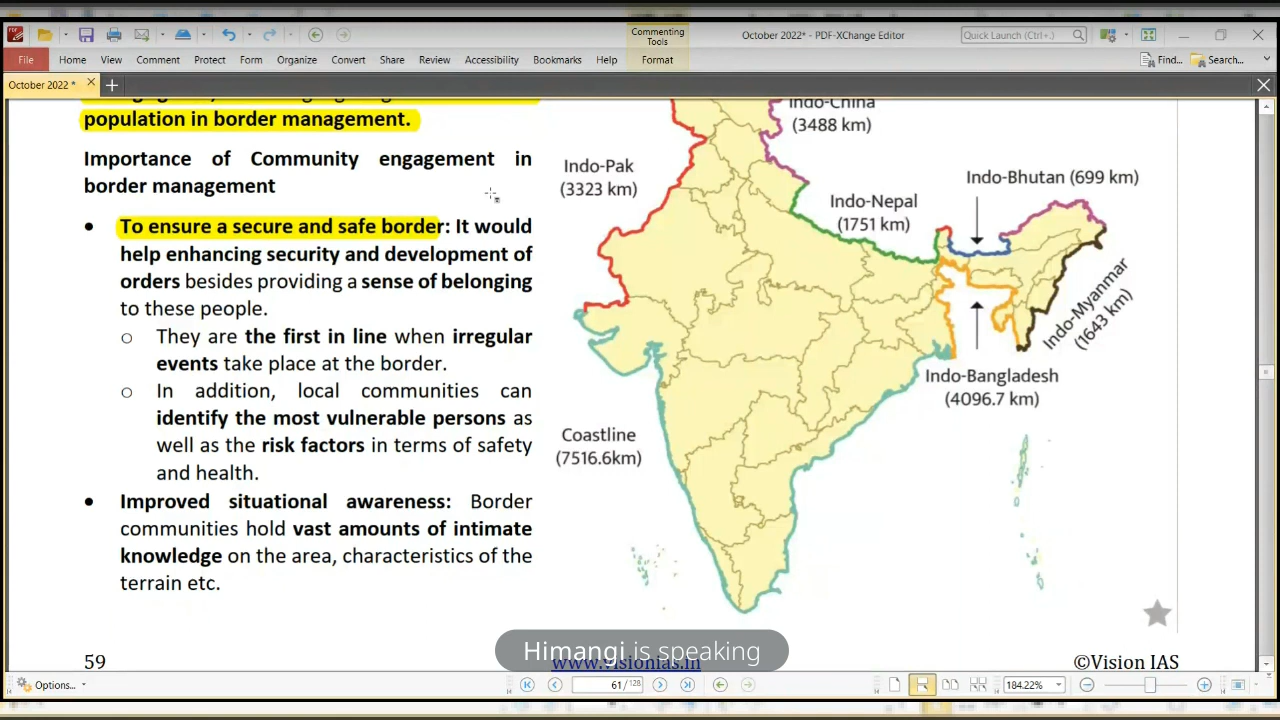 Commenting
Tools
October 2022* - PDF-XChange Editor
Quick Launch (Ctrl+.)
File
Home
View
Comment
Protect
Form
Organize
Convert
Share
Review
Accessibility
Bookmarks
Help
Format
Find...
Search...
October 2022 *
population in border management.
Importance of Community engagement in
border management
• To ensure a secure and safe border: It would
help enhancing security and development of
orders besides providing a sense of belonging
to these people.
o They are the first in line when irregular
events take place at the border.
o In addition, local communities can
identify the most vulnerable persons as
well as the risk factors in terms of safety
and health.
• Improved situational awareness: Border
communities hold vast amounts of intimate
knowledge on the area, characteristics of the
terrain etc.
Indo-China
(3488 km)
Indo-Pak
(3323 km)
Indo-Bhutan (699 km)
Indo-Nepal
(1751 km)
Indo-Myanmar
(1643 km)
Indo-Bangladesh
(4096.7 km)
Coastline
(7516.6km)
Himangi is speaking
59
www.visionias.in
©Vision IAS
Options...
61 / 128
184.22%